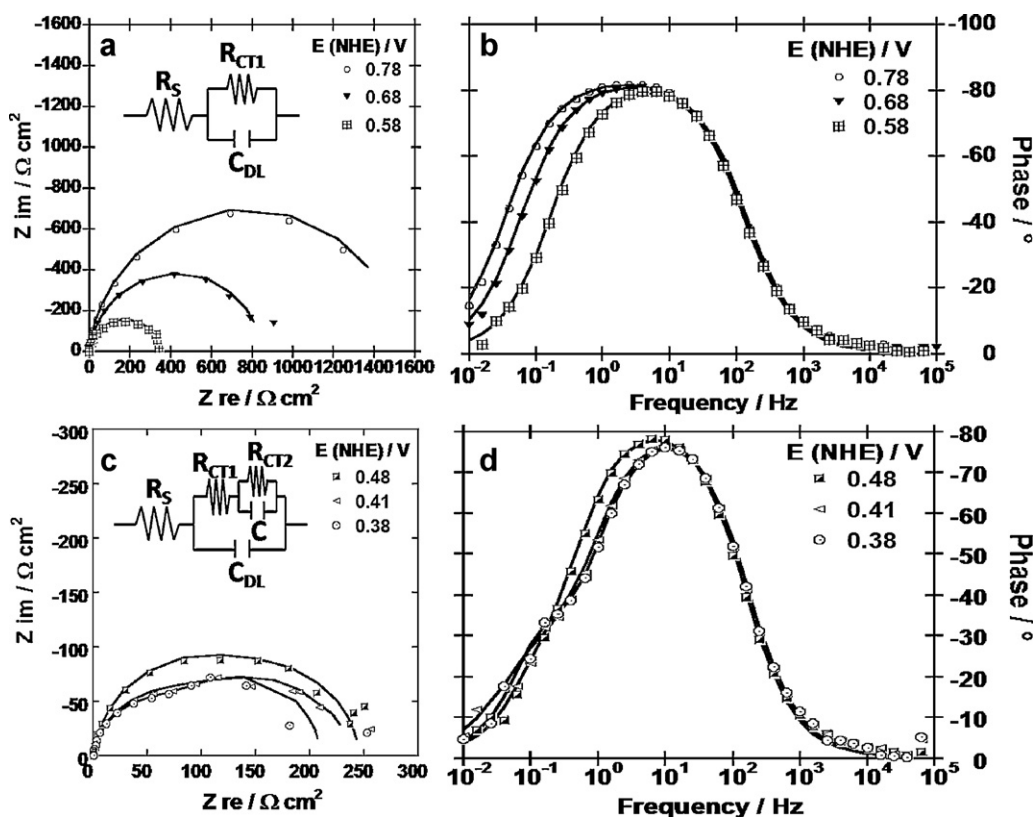 a
-1600
-1400
-1200
-1000
-800
-600
-400
-200
0
Z im / Ω cm²
R_S
R_CT1
C_DL
E (NHE) / V
0.78
0.68
0.58
0 200 400 600 800 1000 1200 1400 1600
Z re / Ω cm²
b
E (NHE) / V
0.78
0.68
0.58
-100
-80
-60
-40
-20
0
Phase / °
10⁻² 10⁻¹ 10⁰ 10¹ 10² 10³ 10⁴ 10⁵
Frequency / Hz
c
-300
-250
-200
-150
-100
-50
0
Z im / Ω cm²
R_S
R_CT1
R_CT2
C
C_DL
E (NHE) / V
0.48
0.41
0.38
0 50 100 150 200 250 300
Z re / Ω cm²
d
E (NHE) / V
0.48
0.41
0.38
-80
-70
-60
-50
-40
-30
-20
-10
0
Phase / °
10⁻² 10⁻¹ 10⁰ 10¹ 10² 10³ 10⁴ 10⁵
Frequency / Hz